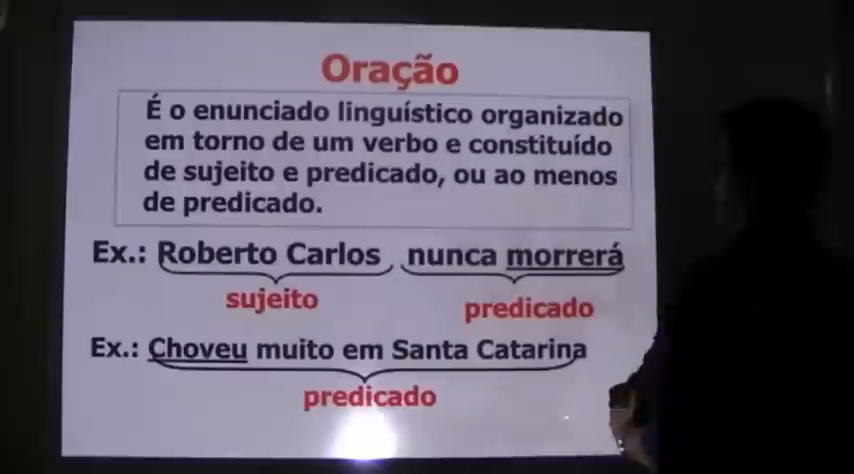 Oração
É o enunciado linguístico organizado
em torno de um verbo e constituído
de sujeito e predicado, ou ao menos
de predicado.
Ex.: Roberto Carlos nunca morrerá
sujeito predicado
Ex.: Choveu muito em Santa Catarina
predicado